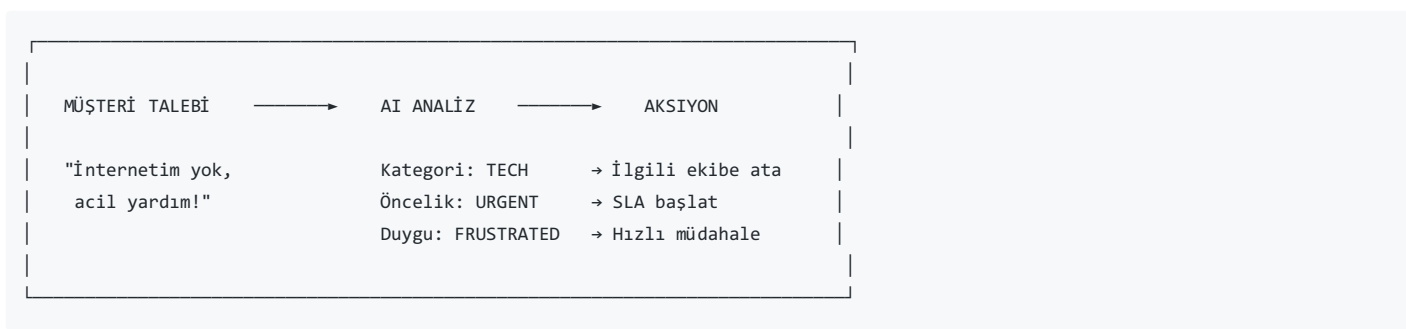 MÜŞTERİ TALEBİ ──────► AI ANALİZ ──────► AKSIYON
"İnternetim yok, Kategori: TECH → İlgili ekibe ata
acil yardım!" Öncelik: URGENT → SLA başlat
Duygu: FRUSTRATED → Hızlı müdahale